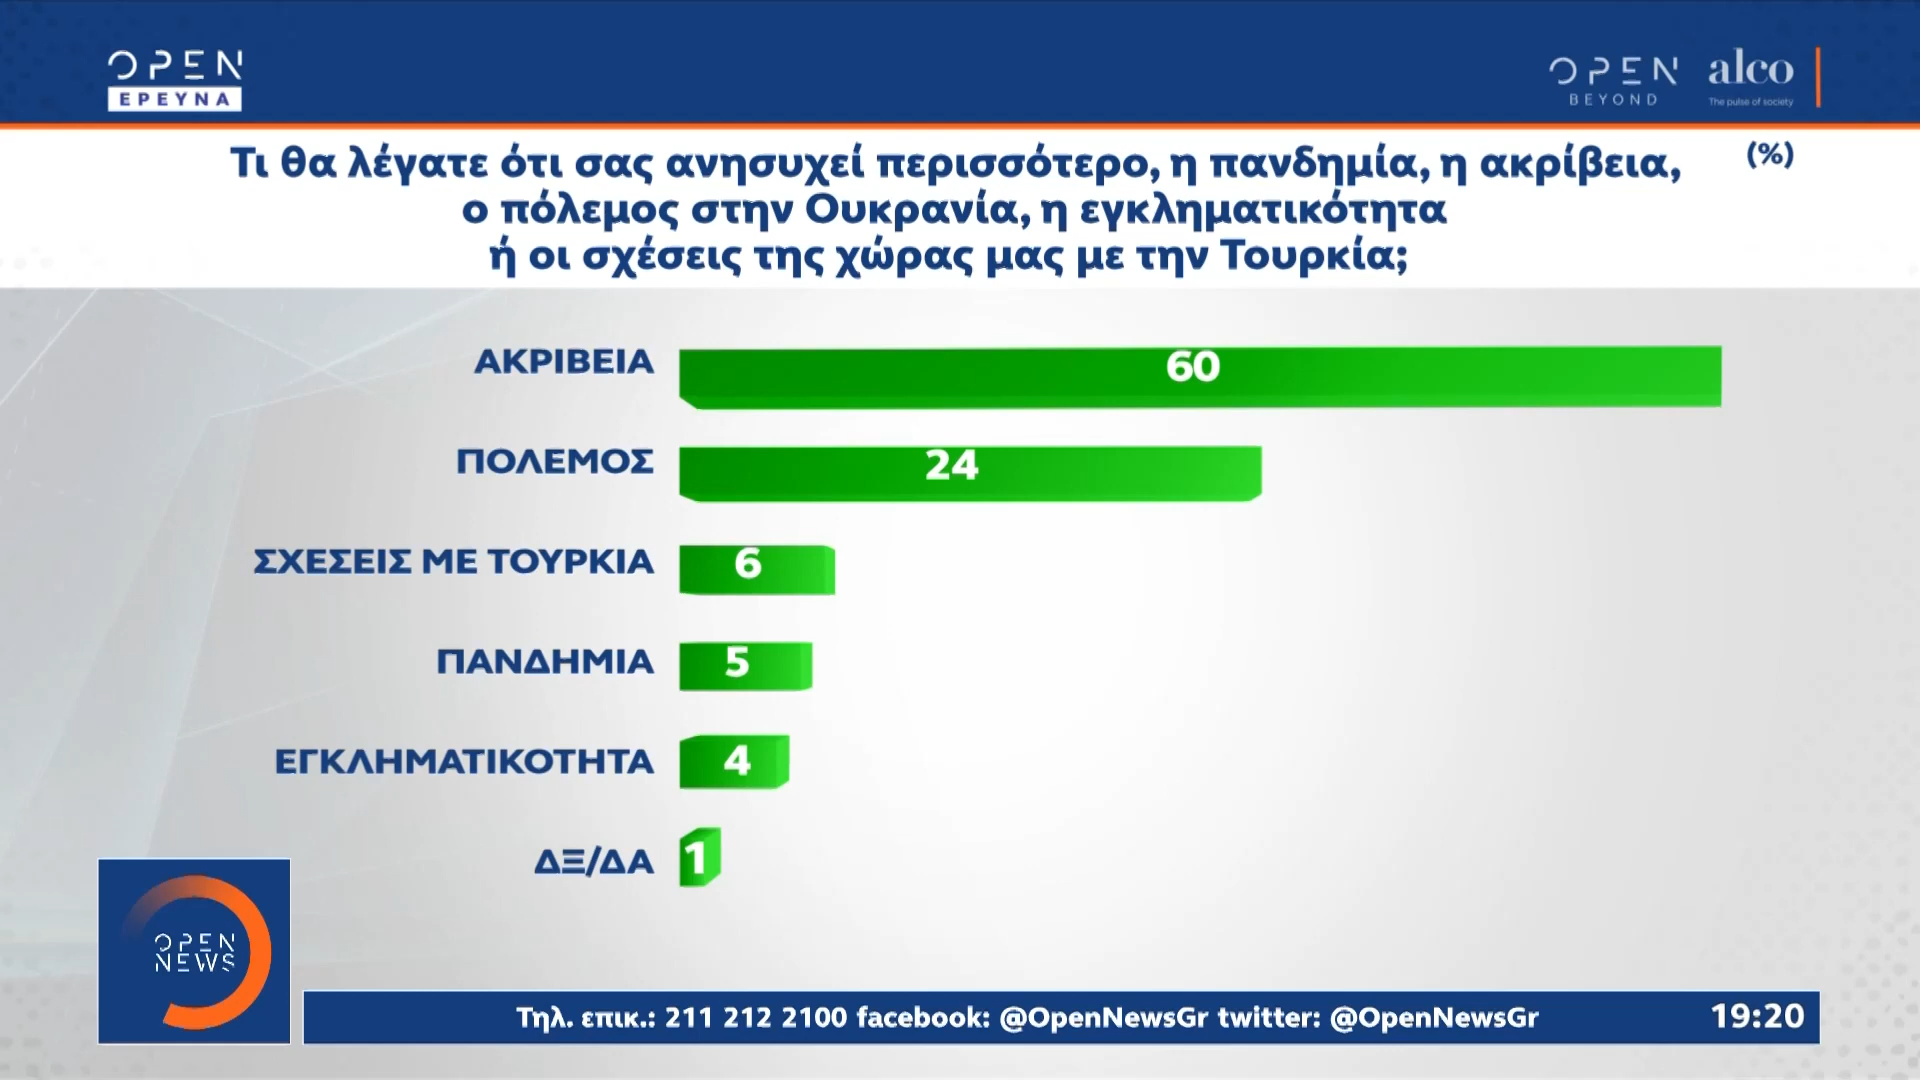 OPEN
ΕΡΕΥΝΑ
OPEN
BEYOND
alco
The pulse of society
Τι θα λέγατε ότι σας ανησυχεί περισσότερο, η πανδημία, η ακρίβεια,
ο πόλεμος στην Ουκρανία, η εγκληματικότητα
ή οι σχέσεις της χώρας μας με την Τουρκία;
(%)
ΑΚΡΙΒΕΙΑ 60
ΠΟΛΕΜΟΣ 24
ΣΧΕΣΕΙΣ ΜΕ ΤΟΥΡΚΙΑ 6
ΠΑΝΔΗΜΙΑ 5
ΕΓΚΛΗΜΑΤΙΚΟΤΗΤΑ 4
ΔΞ/ΔΑ 1
OPEN
NEWS
Τηλ. επικ.: 211 212 2100 facebook: @OpenNewsGr twitter: @OpenNewsGr
19:20